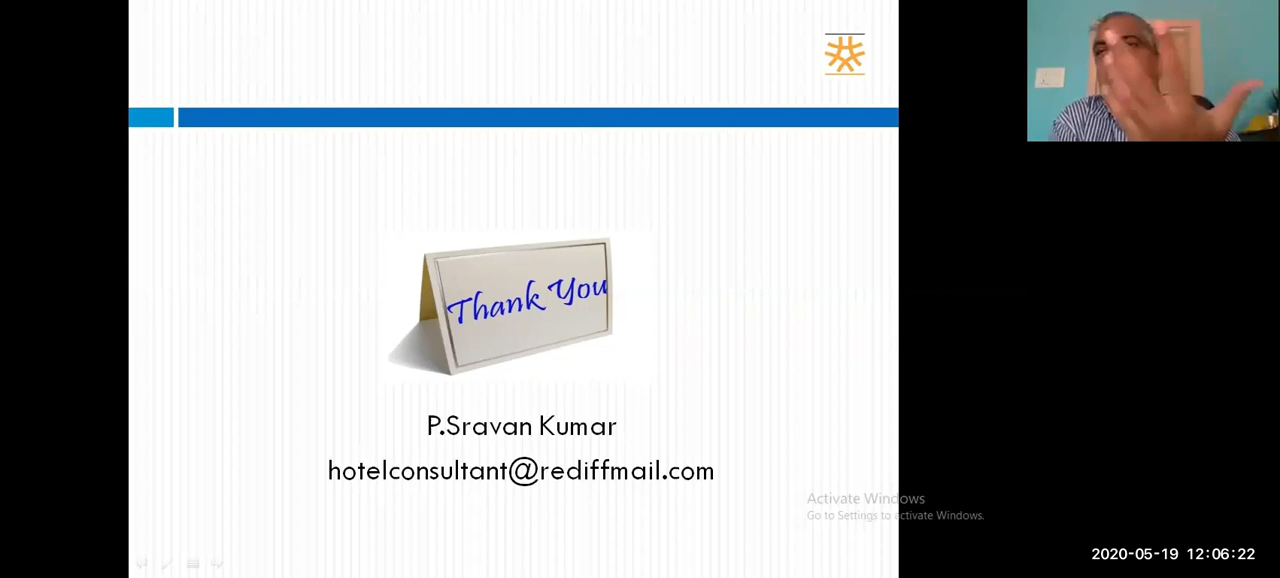 Thank You
P.Sravan Kumar
hotelconsultant@rediffmail.com
Activate Windows
Go to Settings to activate Windows.
2020-05-19 12:06:22